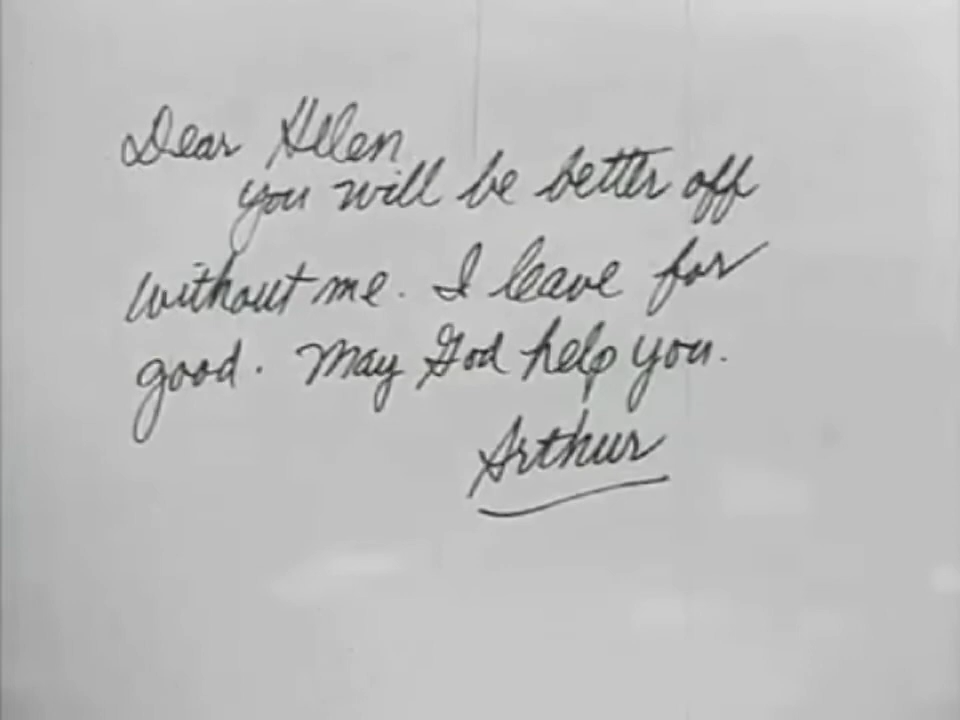 Dear Helen
you will be better off
without me. I leave for
good. May God help you.
Arthur